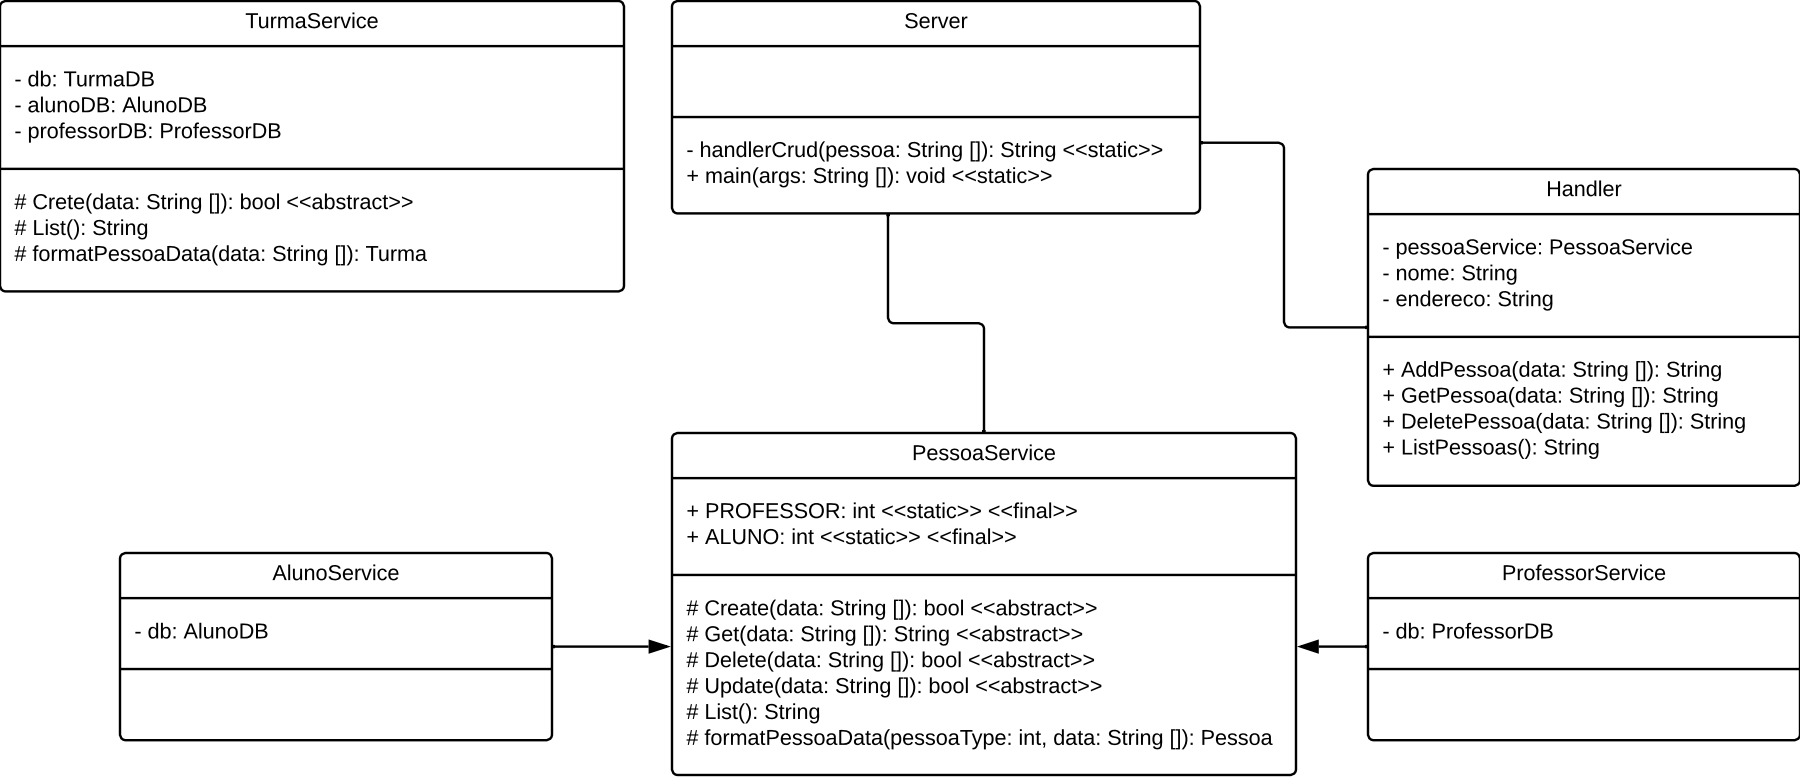 TurmaService
- db: TurmaDB
- alunoDB: AlunoDB
- professorDB: ProfessorDB
# Crete(data: String []): bool <<abstract>>
# List(): String
# formatPessoaData(data: String []): Turma
Server
- handlerCrud(pessoa: String []): String <<static>>
+ main(args: String []): void <<static>>
Handler
- pessoaService: PessoaService
- nome: String
- endereco: String
+ AddPessoa(data: String []): String
+ GetPessoa(data: String []): String
+ DeletePessoa(data: String []): String
+ ListPessoas(): String
PessoaService
+ PROFESSOR: int <<static>> <<final>>
+ ALUNO: int <<static>> <<final>>
# Create(data: String []): bool <<abstract>>
# Get(data: String []): String <<abstract>>
# Delete(data: String []): bool <<abstract>>
# Update(data: String []): bool <<abstract>>
# List(): String
# formatPessoaData(pessoaType: int, data: String []): Pessoa
AlunoService
- db: AlunoDB
ProfessorService
- db: ProfessorDB